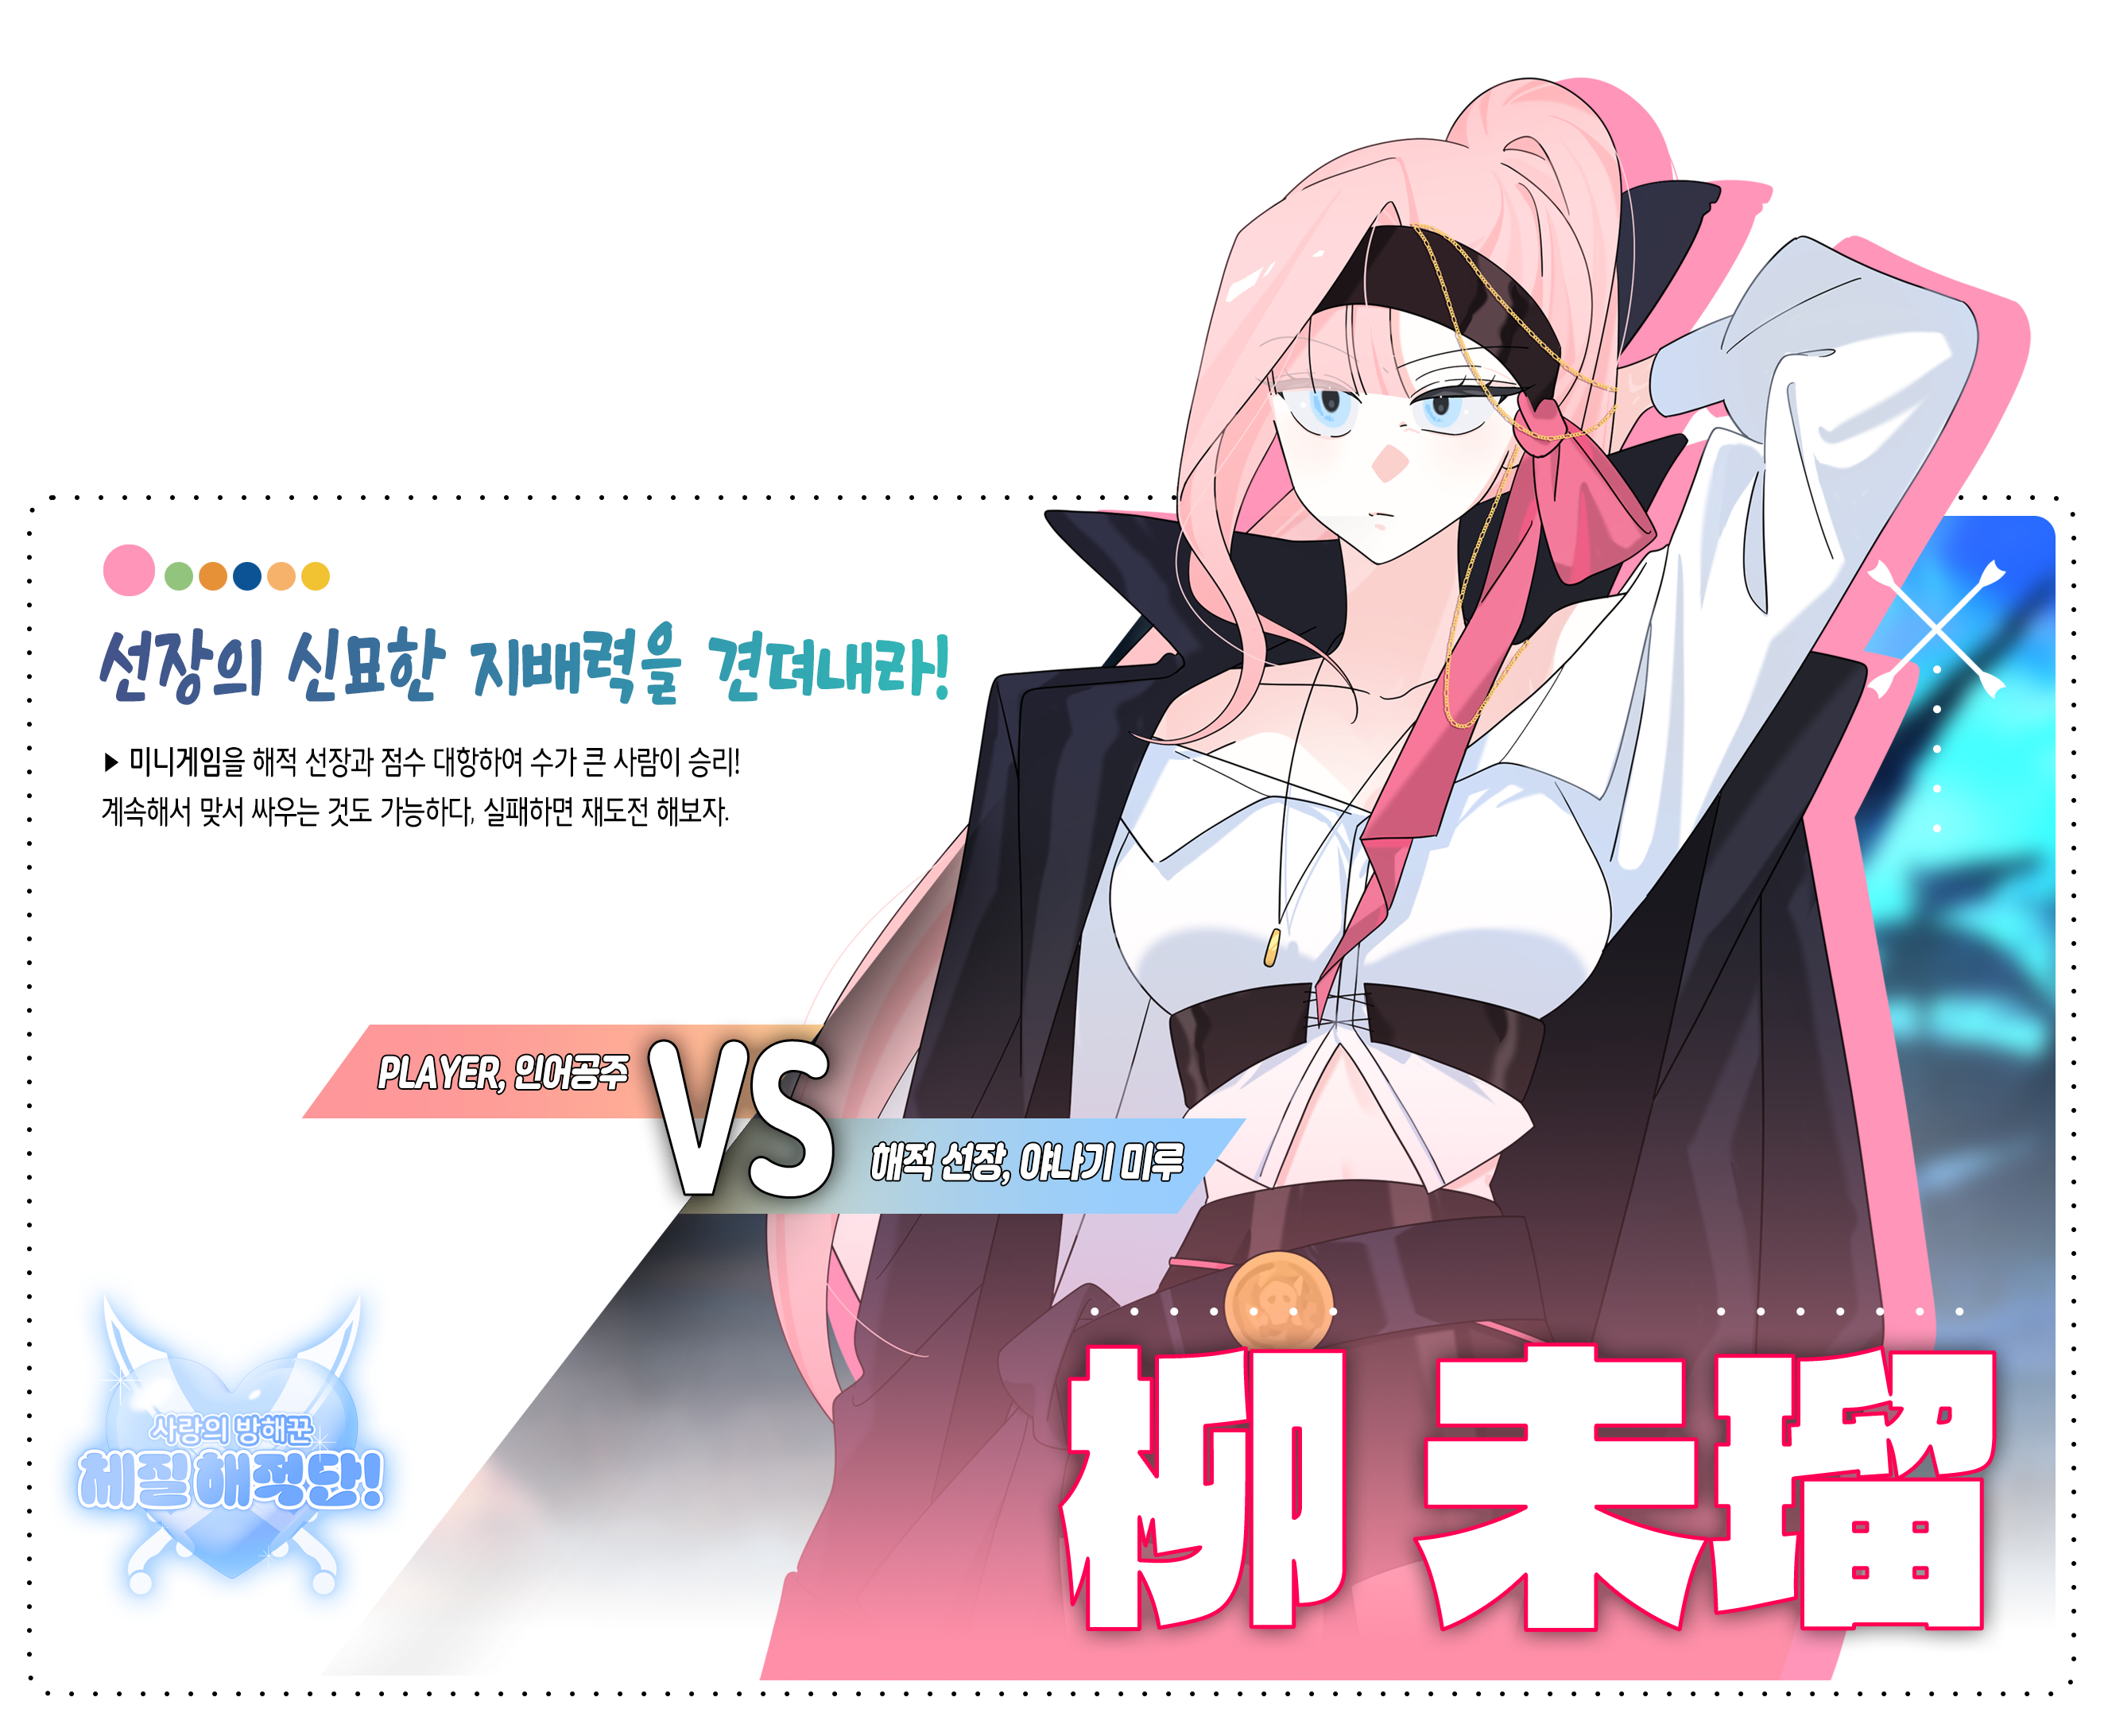 선장의 신묘한 지배력을 견뎌내라!
▶ 미니게임을 해적 선장과 점수 대항하여 수가 큰 사람이 승리!
계속해서 맞서 싸우는 것도 가능하다, 실패하면 재도전 해보자.
PLAYER, 인어공주
VS
해적 선장, 야나기 미루
사랑의 방해꾼
체질해적단!
柳 未瑠